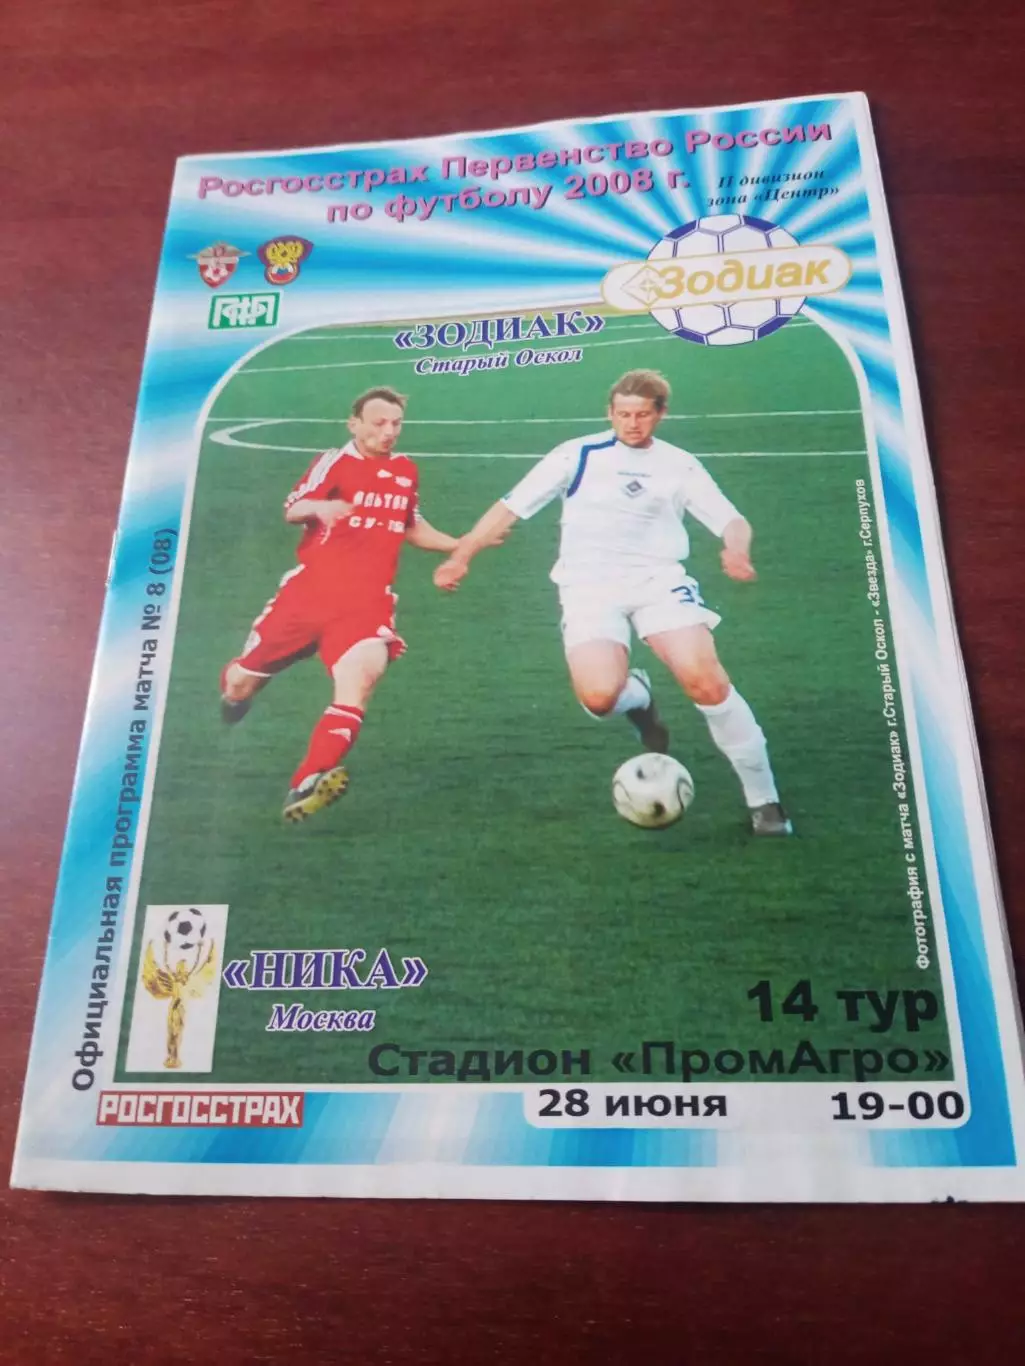 Росгосстрах Первенство России
по футболу 2008 г.
II дивизион
зона «Центр»
Зодиак
«ЗОДИАК»
Старый Оскол
Официальная программа матча № 8 (08)
Фотография с матча «Зодиак» г.Старый Оскол - «Звезда» г.Серпухов
«НИКА»
Москва
14 тур
Стадион «ПромАгро»
28 июня
19-00
РОСГОССТРАХ